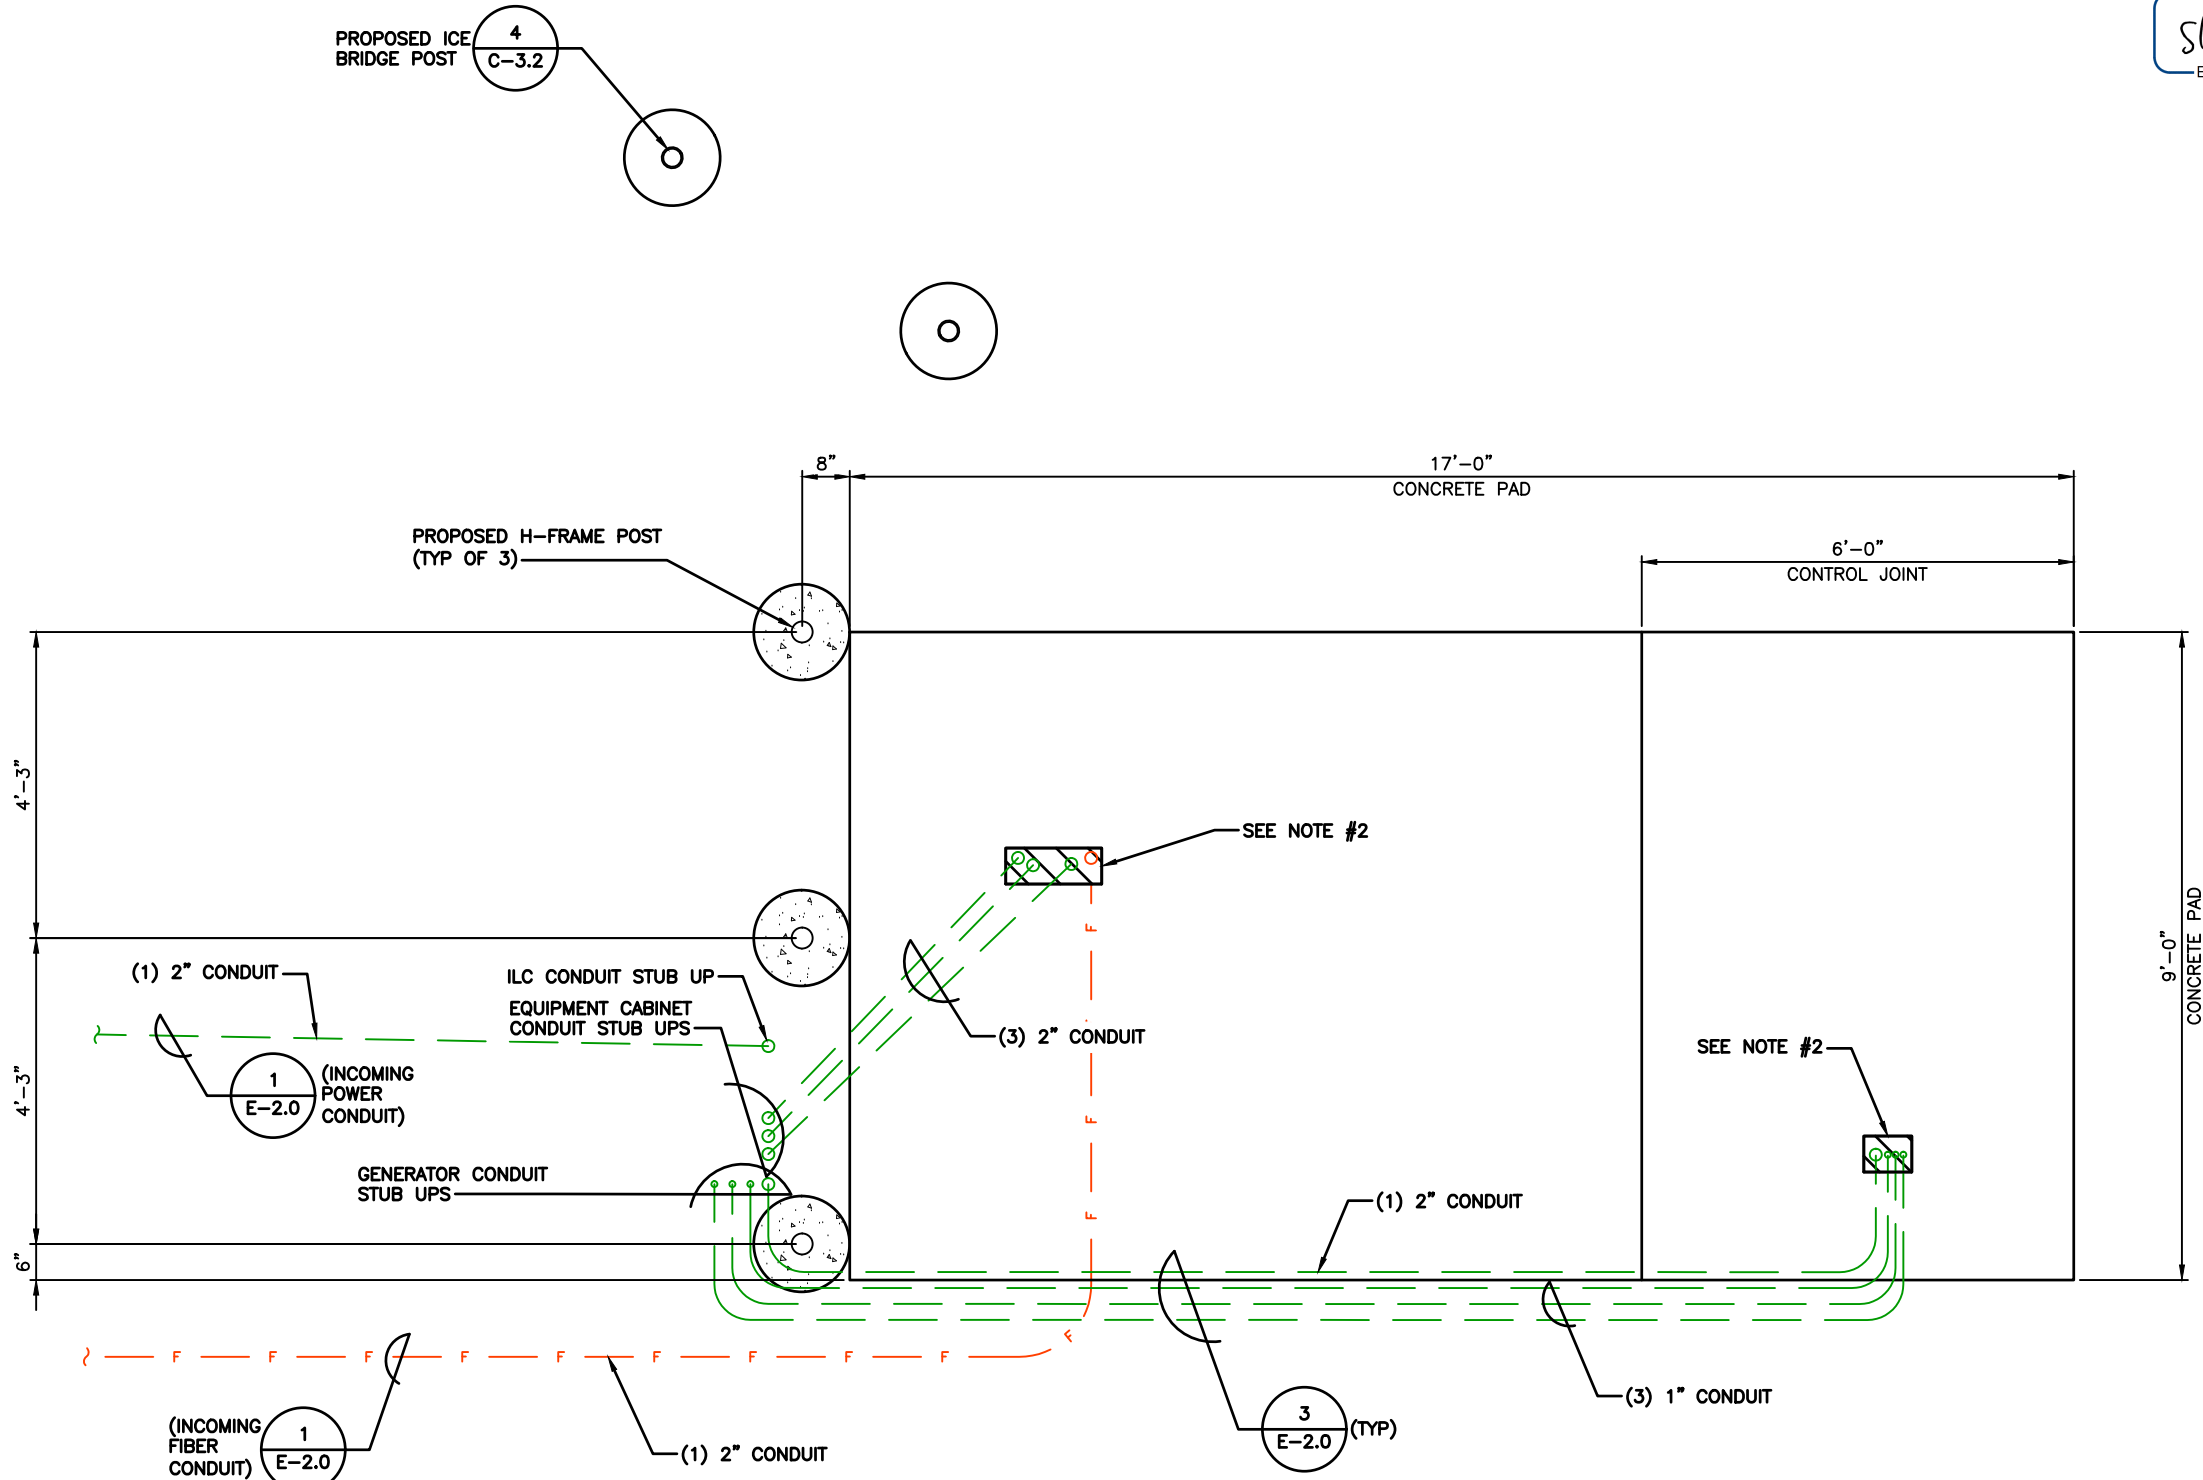 PROPOSED ICE
BRIDGE POST
4
C-3.2
8"
17'-0"
CONCRETE PAD
PROPOSED H-FRAME POST
(TYP OF 3)
6'-0"
CONTROL JOINT
4'-3"
SEE NOTE #2
9'-0"
CONCRETE PAD
(1) 2" CONDUIT
ILC CONDUIT STUB UP
EQUIPMENT CABINET
CONDUIT STUB UPS
(3) 2" CONDUIT
SEE NOTE #2
1
E-2.0
(INCOMING
POWER
CONDUIT)
4'-3"
GENERATOR CONDUIT
STUB UPS
(1) 2" CONDUIT
6"
F
F
F
F
F F F F F F F F F
(INCOMING
FIBER
CONDUIT)
1
E-2.0
(1) 2" CONDUIT
3
E-2.0
(TYP)
(3) 1" CONDUIT